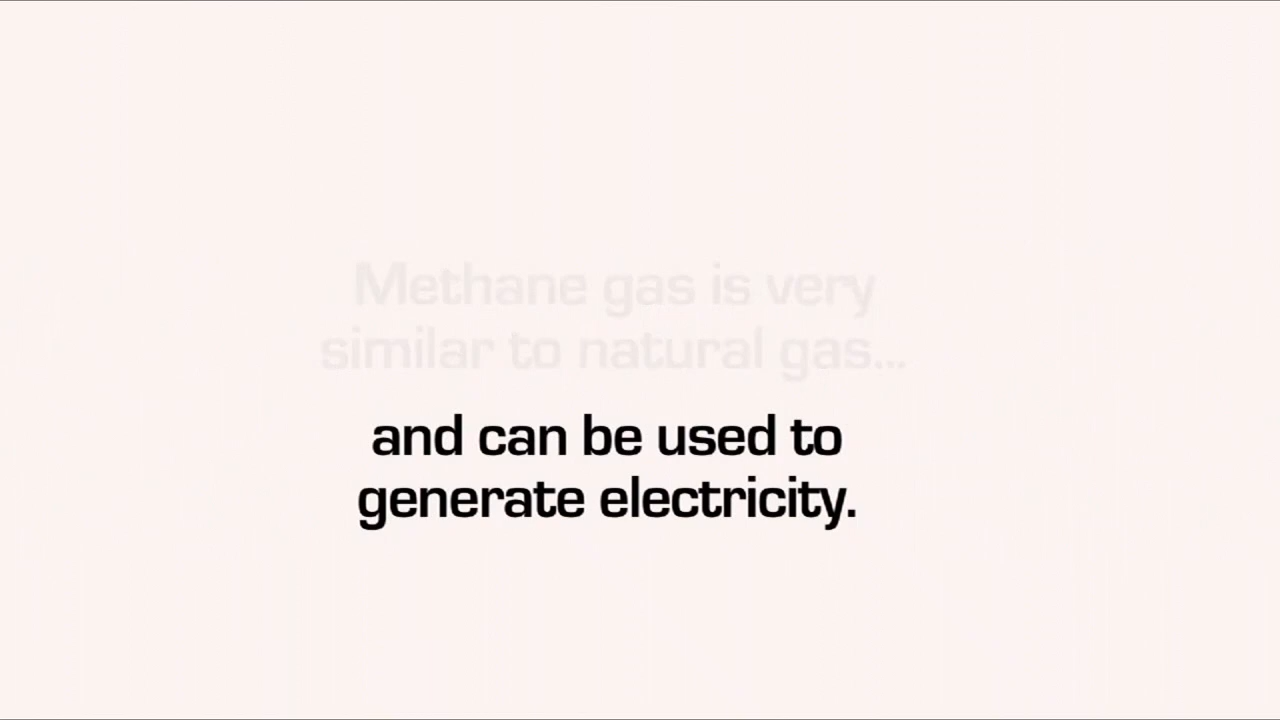 Methane gas is very
similar to natural gas...
and can be used to
generate electricity.